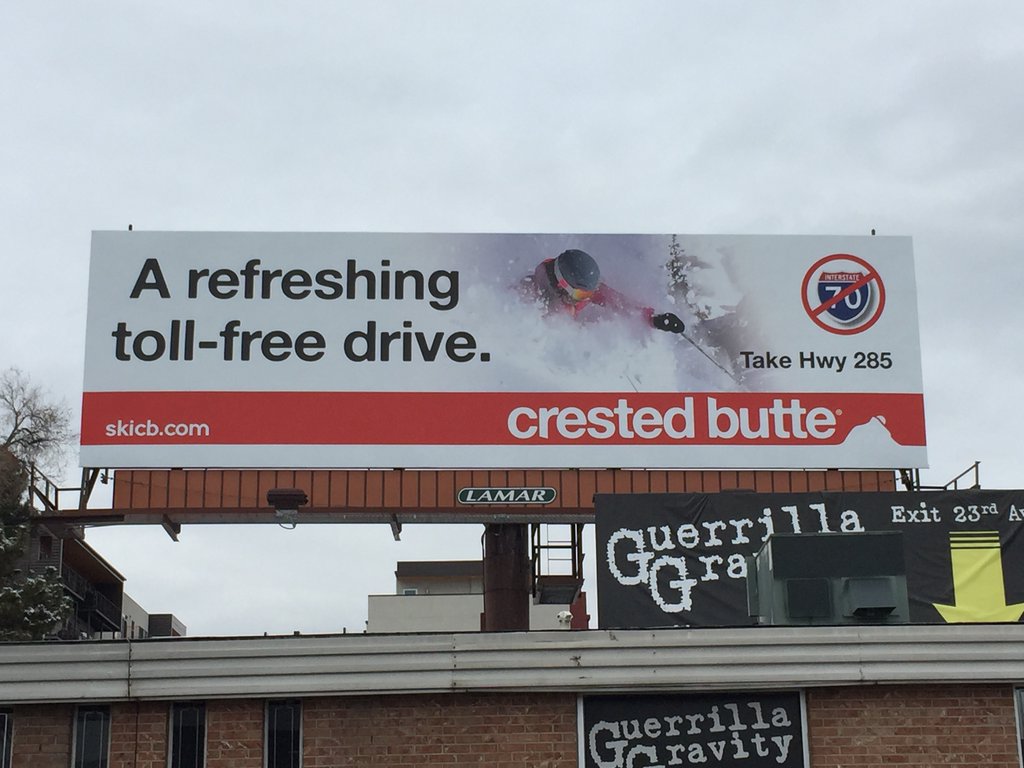 A refreshing
toll-free drive.
INTERSTATE
70
Take Hwy 285
skicb.com
crested butte
LAMAR
Guerrilla
Exit 23rd
Guerrilla
Gravity